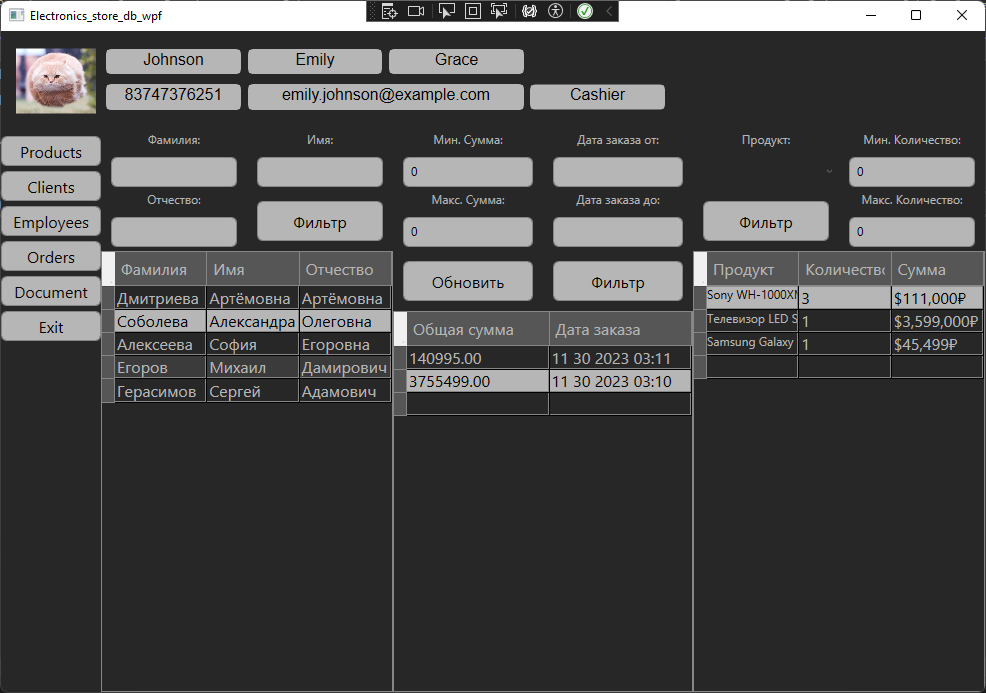 Electronics_store_db_wpf
Johnson Emily Grace
83747376251 emily.johnson@example.com Cashier
Products
Clients
Employees
Orders
Document
Exit
Фамилия: Имя:
Отчество:
Фильтр
Фамилия Имя Отчество
Дмитриева Артёмовна Артёмовна
Соболева Александра Олеговна
Алексеева София Егоровна
Егоров Михаил Дамирович
Герасимов Сергей Адамович
Мин. Сумма: Дата заказа от:
0
Макс. Сумма: Дата заказа до:
0
Обновить Фильтр
Общая сумма Дата заказа
140995.00 11 30 2023 03:11
3755499.00 11 30 2023 03:10
Продукт: Мин. Количество:
0
Макс. Количество:
Фильтр 0
Продукт Количество Сумма
Sony WH-1000XM 3 $111,000₽
Телевизор LED S 1 $3,599,000₽
Samsung Galaxy 1 $45,499₽